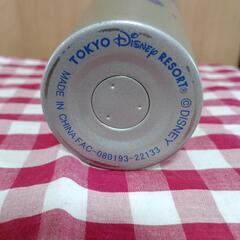 TOKYO DISNEY RESORT®
© DISNEY
MADE IN CHINA FAC-080193-22133